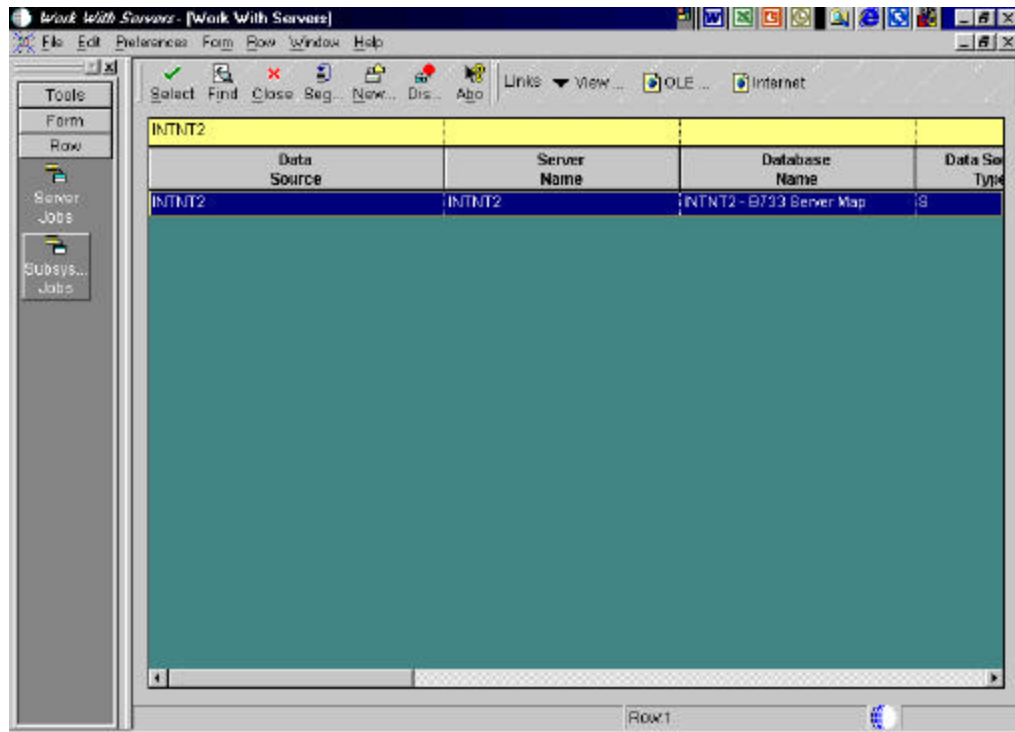 Work With Servers - [Work With Servers]
File Edit Preferences Form Row Window Help
Tools
Form
Row
Server
Jobs
Subsys...
Jobs
Select Find Close Seq... New... Dis... Abo
Links View ... OLE ... Internet
INTNT2
Data Source Server Name Database Name Data Sou Type
INTNT2 INTNT2 INTNT2 - B733 Server Map S
Row:1